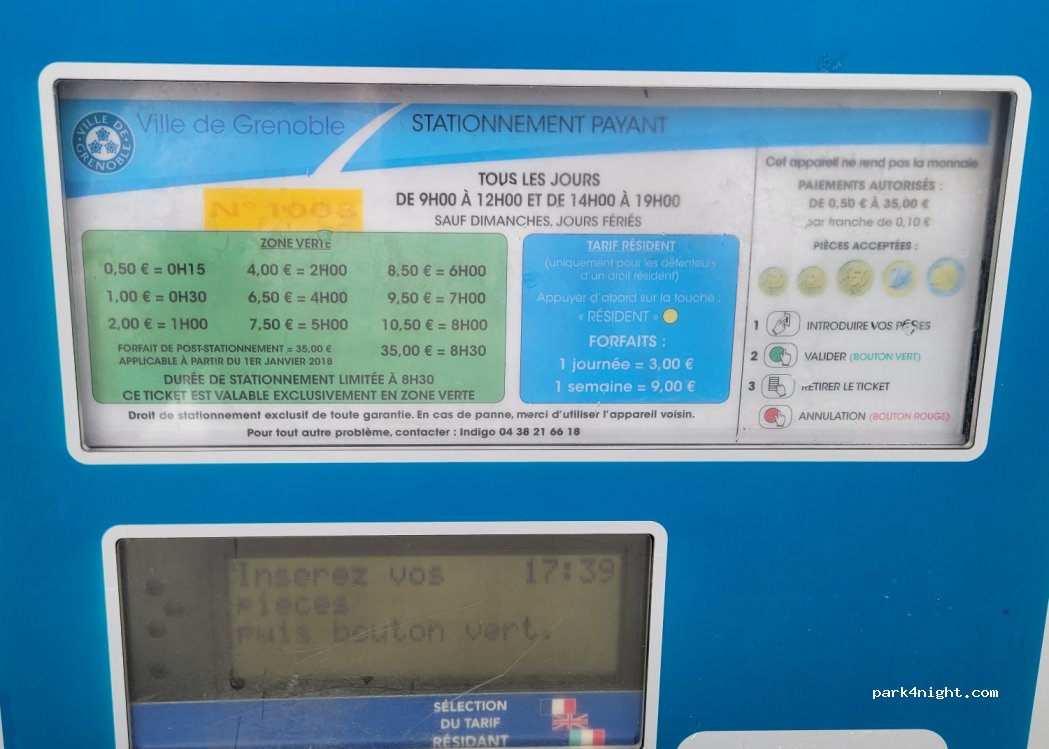 VILLE DE GRENOBLE
Ville de Grenoble
STATIONNEMENT PAYANT
N° 1003
TOUS LES JOURS
DE 9H00 À 12H00 ET DE 14H00 À 19H00
SAUF DIMANCHES, JOURS FÉRIÉS
ZONE VERTE
0,50 € = 0H15 4,00 € = 2H00 8,50 € = 6H00
1,00 € = 0H30 6,50 € = 4H00 9,50 € = 7H00
2,00 € = 1H00 7,50 € = 5H00 10,50 € = 8H00
35,00 € = 8H30
FORFAIT DE POST-STATIONNEMENT = 35,00 €
APPLICABLE À PARTIR DU 1ER JANVIER 2018
DURÉE DE STATIONNEMENT LIMITÉE À 8H30
CE TICKET EST VALABLE EXCLUSIVEMENT EN ZONE VERTE
TARIF RÉSIDENT
(uniquement pour les détenteurs
d'un droit résident)
Appuyer d'abord sur la touche :
« RÉSIDENT »
FORFAITS :
1 journée = 3,00 €
1 semaine = 9,00 €
Droit de stationnement exclusif de toute garantie. En cas de panne, merci d'utiliser l'appareil voisin.
Pour tout autre problème, contacter : Indigo 04 38 21 66 18
Cet appareil ne rend pas la monnaie
PAIEMENTS AUTORISÉS :
DE 0,50 € À 35,00 €
par tranche de 0,10 €
PIÈCES ACCEPTÉES :
1 INTRODUIRE VOS PIÈCES
2 VALIDER (BOUTON VERT)
3 RETIRER LE TICKET
ANNULATION (BOUTON ROUGE)
Inserez vos 17:39
pieces
puis bouton vert.
SÉLECTION
DU TARIF
RÉSIDANT
park4night.com